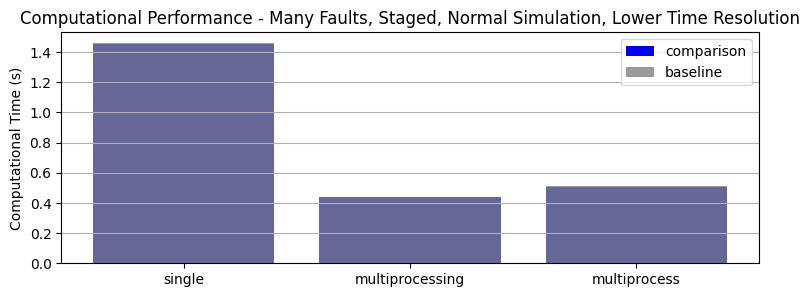 Computational Performance - Many Faults, Staged, Normal Simulation, Lower Time Resolution
Computational Time (s)
1.4
1.2
1.0
0.8
0.6
0.4
0.2
0.0
comparison
baseline
single
multiprocessing
multiprocess